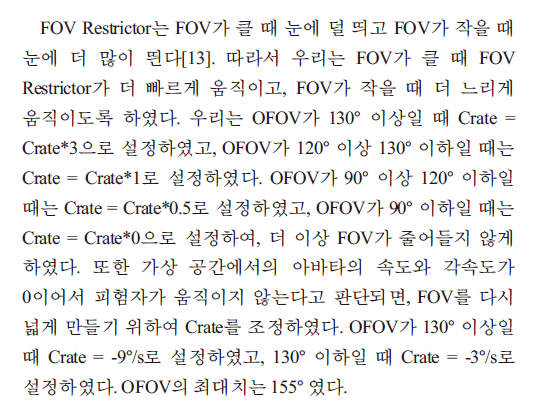 FOV Restrictor는 FOV가 클 때 눈에 덜 띄고 FOV가 작을 때
눈에 더 많이 띈다[13]. 따라서 우리는 FOV가 클 때 FOV
Restrictor가 더 빠르게 움직이고, FOV가 작을 때 더 느리게
움직이도록 하였다. 우리는 OFOV가 130° 이상일 때 Crate =
Crate*3으로 설정하였고, OFOV가 120° 이상 130° 이하일 때는
Crate = Crate*1로 설정하였다. OFOV가 90° 이상 120° 이하일
때는 Crate = Crate*0.5로 설정하였고, OFOV가 90° 이하일 때는
Crate = Crate*0으로 설정하여, 더 이상 FOV가 줄어들지 않게
하였다. 또한 가상 공간에서의 아바타의 속도와 각속도가
0이어서 피험자가 움직이지 않는다고 판단되면, FOV를 다시
넓게 만들기 위하여 Crate를 조정하였다. OFOV가 130° 이상일
때 Crate = -9°/s로 설정하였고, 130° 이하일 때 Crate = -3°/s로
설정하였다. OFOV의 최대치는 155° 였다.